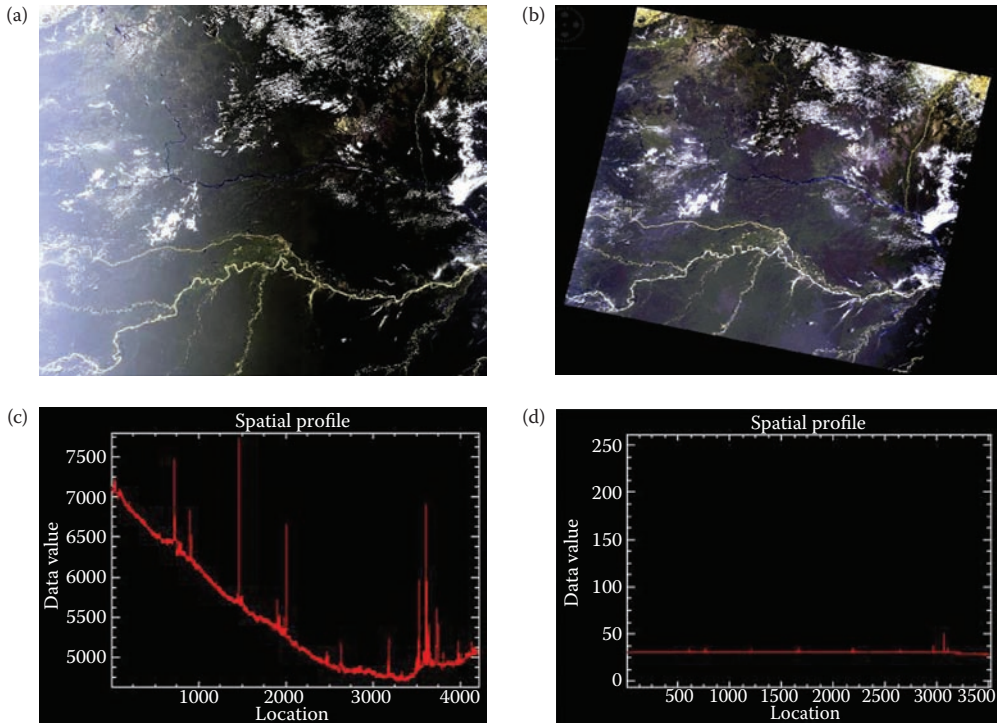 (a)
(b)
(c)
Spatial profile
Data value
7500
7000
6500
6000
5500
5000
1000
2000
3000
4000
Location
(d)
Spatial profile
Data value
250
200
150
100
50
0
500
1000
1500
2000
2500
3000
3500
Location